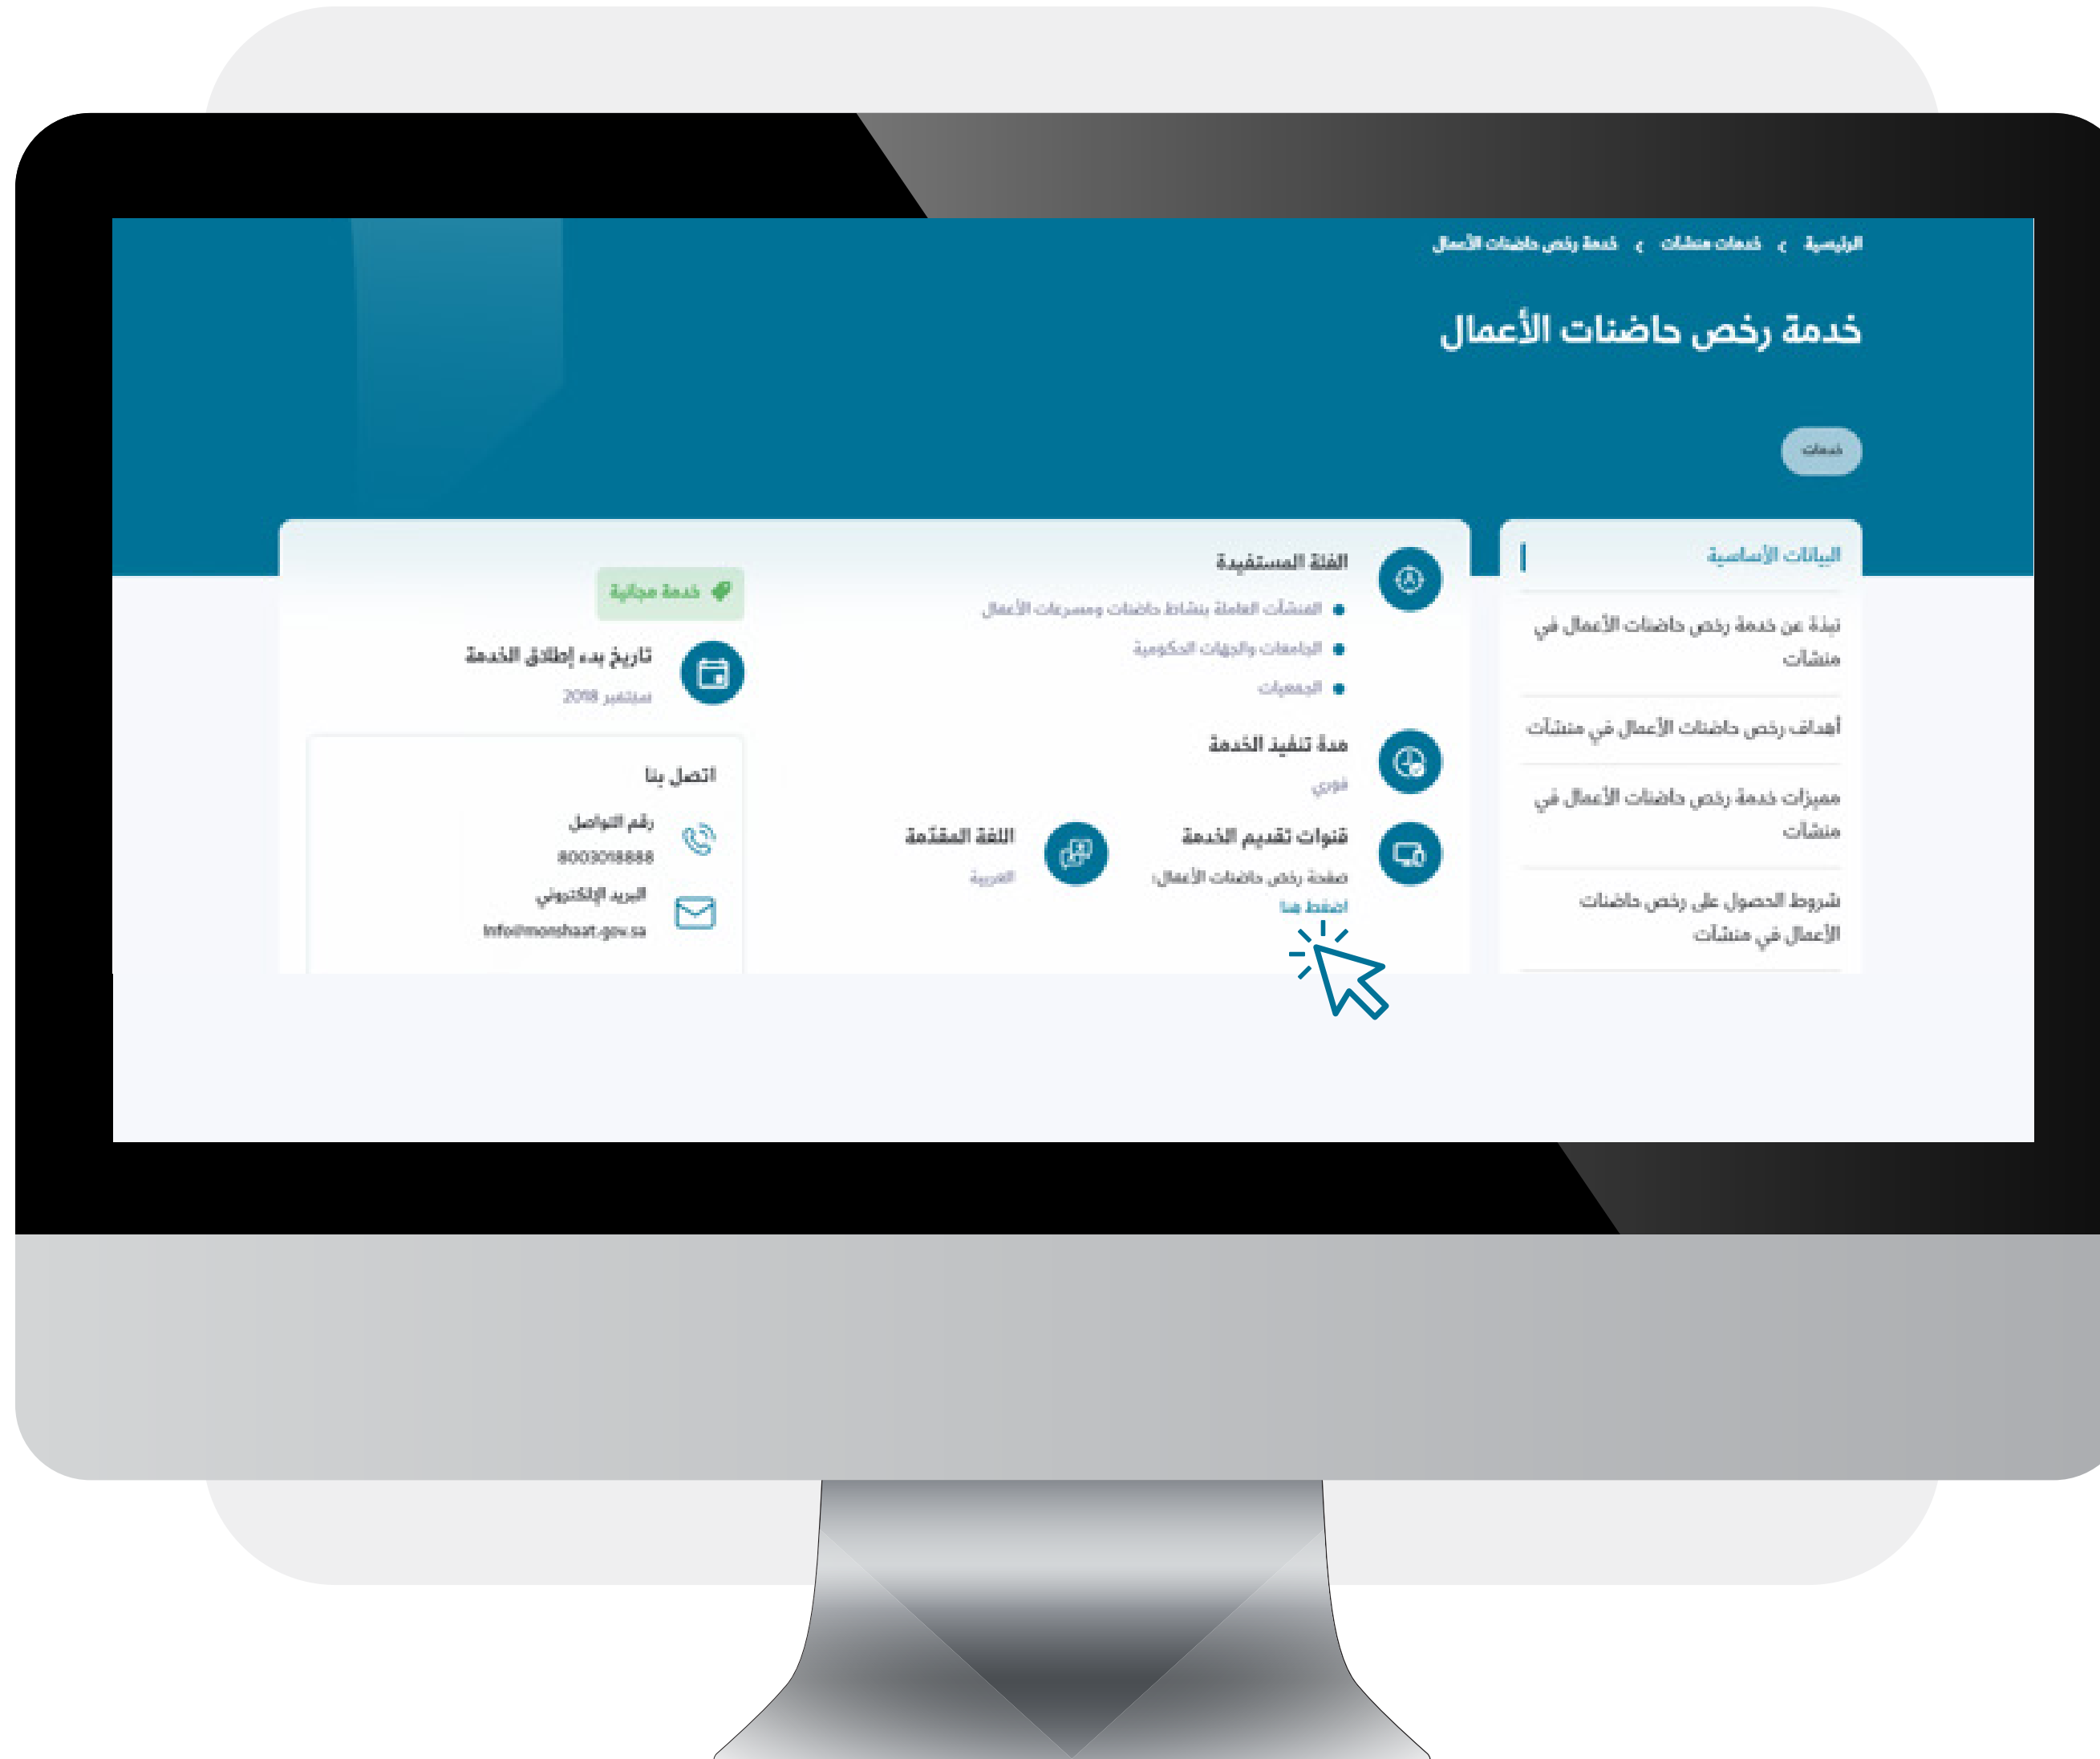 الرئيسية › خدمات منشآت › خدمة رخص حاضنات الأعمال
خدمة رخص حاضنات الأعمال
خدمات
البيانات الأساسية
نبذة عن خدمة رخص حاضنات الأعمال في
منشآت
أهداف رخص حاضنات الأعمال في منشآت
مميزات خدمة رخص حاضنات الأعمال في
منشآت
شروط الحصول على رخص حاضنات
الأعمال في منشآت
الفئة المستفيدة
المنشآت العاملة بنشاط حاضنات ومسرعات الأعمال
الجامعات والجهات الحكومية
الجمعيات
مدة تنفيذ الخدمة
فوري
قنوات تقديم الخدمة
صفحة رخص حاضنات الأعمال:
اضغط هنا
اللغة المقدّمة
العربية
خدمة مجانية
تاريخ بدء إطلاق الخدمة
سبتمبر 2018
اتصل بنا
رقم التواصل
8003018888
البريد الإلكتروني
info@monshaat.gov.sa